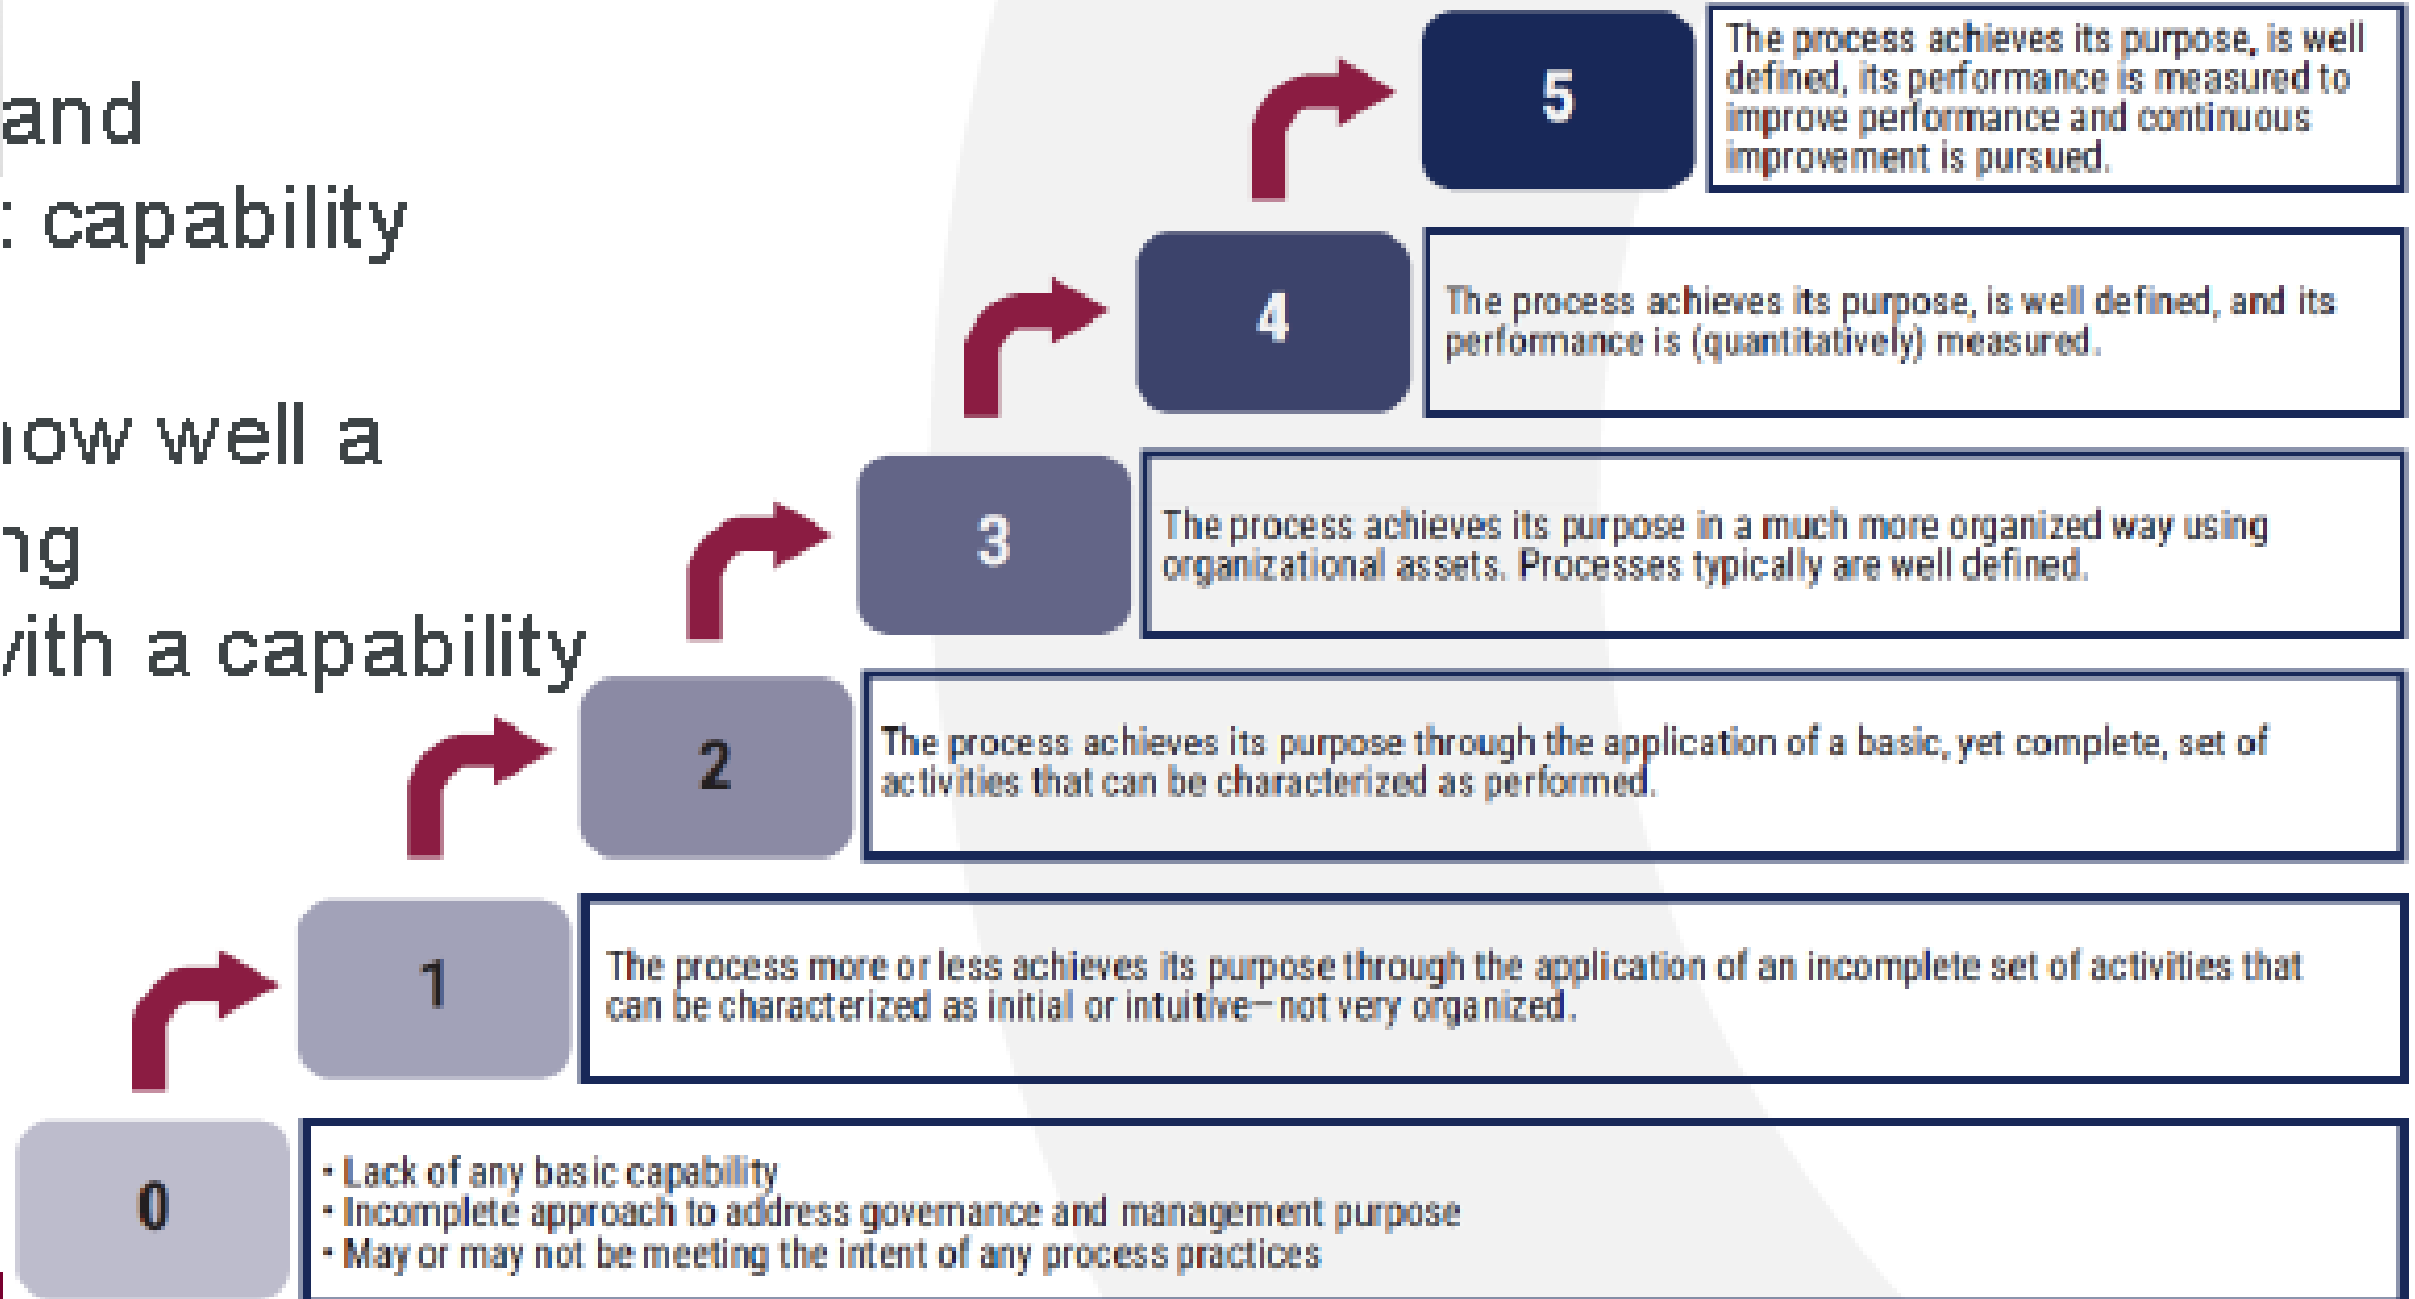 and
: capability
how well a
ng
with a capability
5
The process achieves its purpose, is well
defined, its performance is measured to
improve performance and continuous
improvement is pursued.
4
The process achieves its purpose, is well defined, and its
performance is (quantitatively) measured.
3
The process achieves its purpose in a much more organized way using
organizational assets. Processes typically are well defined.
2
The process achieves its purpose through the application of a basic, yet complete, set of
activities that can be characterized as performed.
1
The process more or less achieves its purpose through the application of an incomplete set of activities that
can be characterized as initial or intuitive—not very organized.
0
• Lack of any basic capability
• Incomplete approach to address governance and management purpose
• May or may not be meeting the intent of any process practices